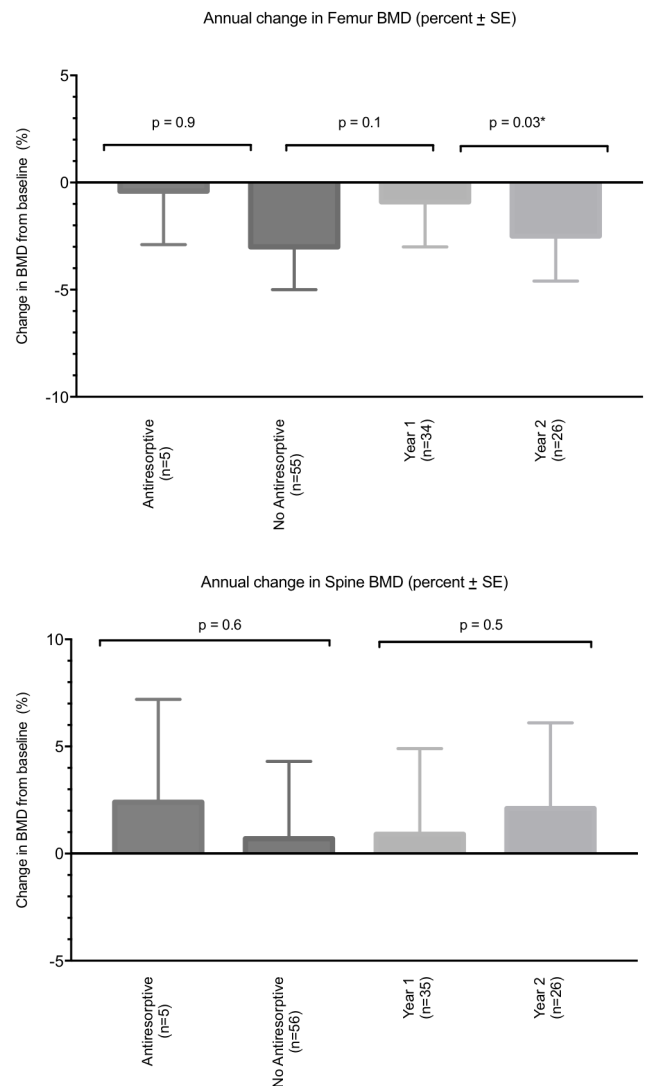 Annual change in Femur BMD (percent ± SE)
5
0
-5
-10
Change in BMD from baseline (%)
p = 0.9
p = 0.1
p = 0.03*
Antiresorptive
(n=5)
No Antiresorptive
(n=55)
Year 1
(n=34)
Year 2
(n=26)
Annual change in Spine BMD (percent ± SE)
10
5
0
-5
Change in BMD from baseline (%)
p = 0.6
p = 0.5
Antiresorptive
(n=5)
No Antiresorptive
(n=56)
Year 1
(n=35)
Year 2
(n=26)